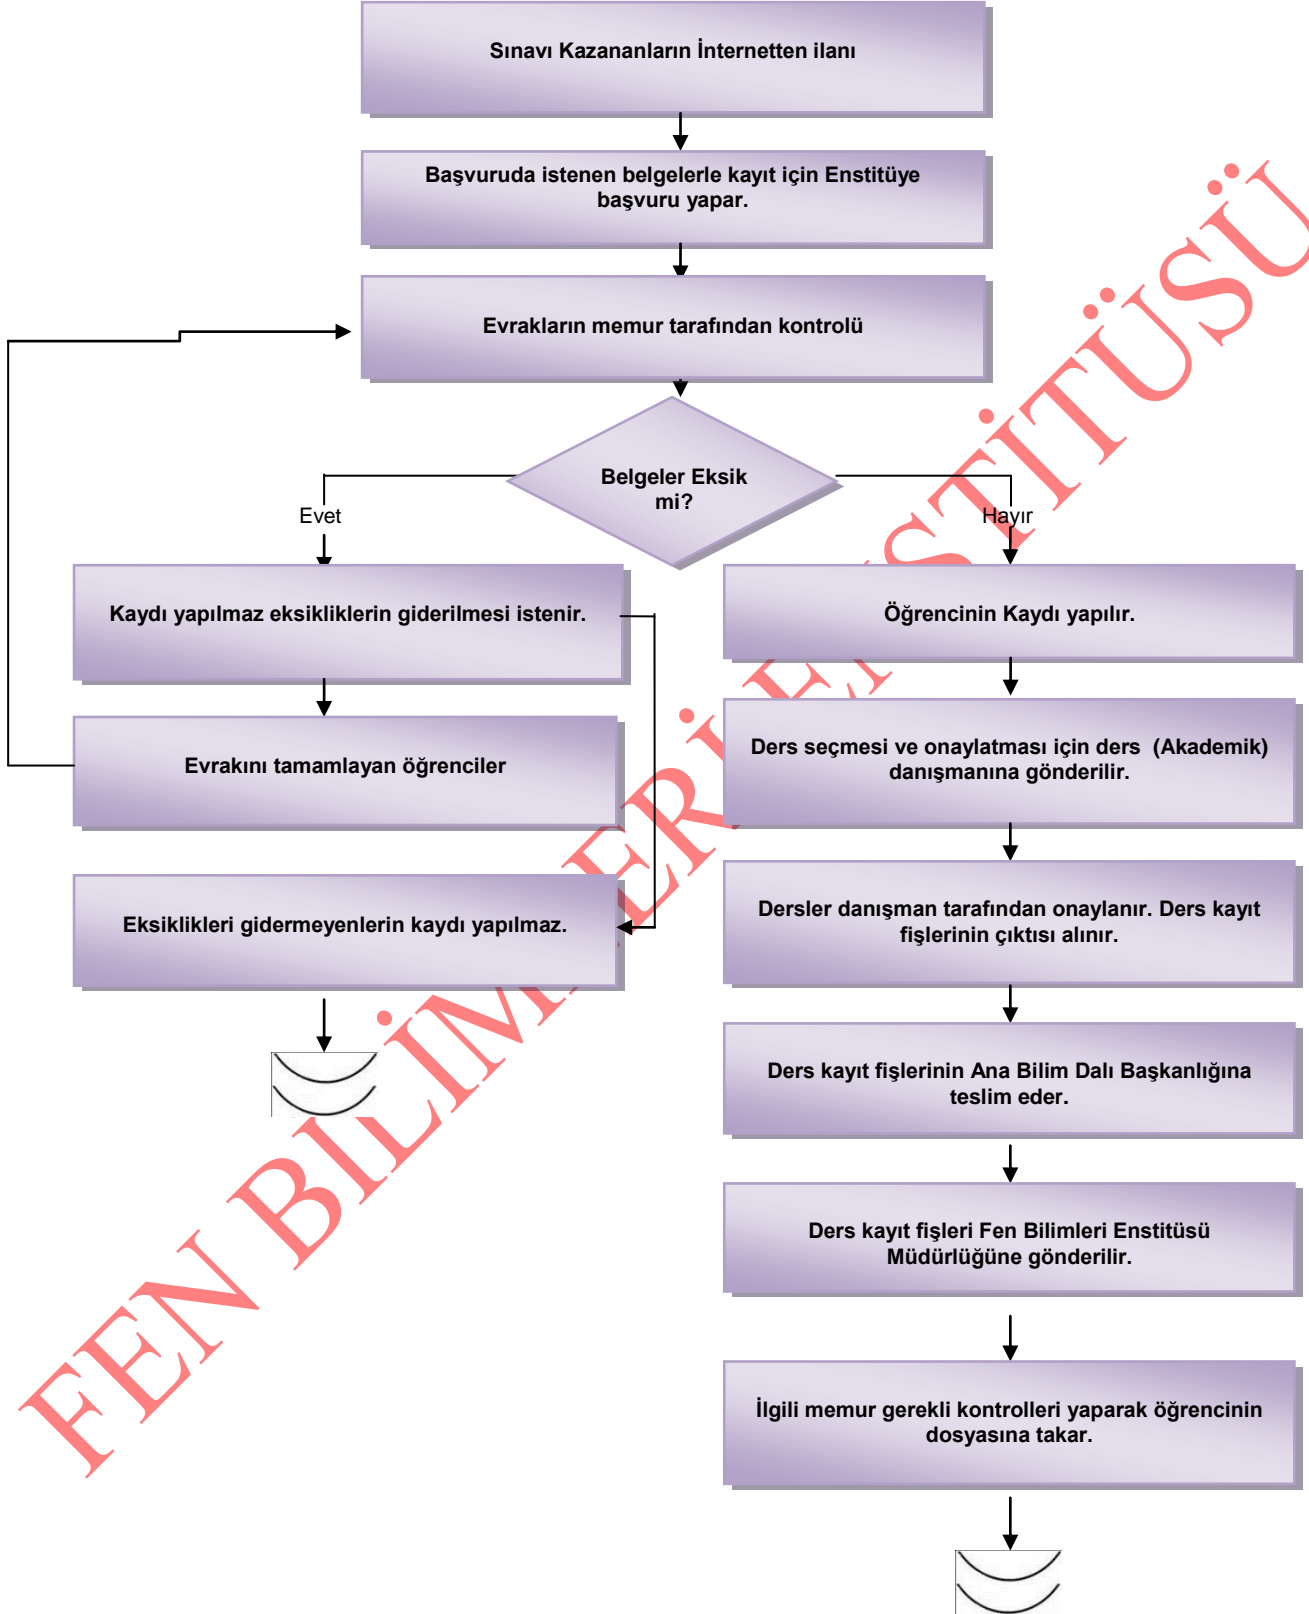 Sınavı Kazananların İnternetten ilanı
Başvuruda istenen belgelerle kayıt için Enstitüye
başvuru yapar.
Evrakların memur tarafından kontrolü
Belgeler Eksik
mi?
Evet
Hayır
Kaydı yapılmaz eksikliklerin giderilmesi istenir.
Evrakını tamamlayan öğrenciler
Eksiklikleri gidermeyenlerin kaydı yapılmaz.
Öğrencinin Kaydı yapılır.
Ders seçmesi ve onaylatması için ders (Akademik)
danışmanına gönderilir.
Dersler danışman tarafından onaylanır. Ders kayıt
fişlerinin çıktısı alınır.
Ders kayıt fişlerinin Ana Bilim Dalı Başkanlığına
teslim eder.
Ders kayıt fişleri Fen Bilimleri Enstitüsü
Müdürlüğüne gönderilir.
İlgili memur gerekli kontrolleri yaparak öğrencinin
dosyasına takar.
FEN BİLİMLERİ ENSTİTÜSÜ